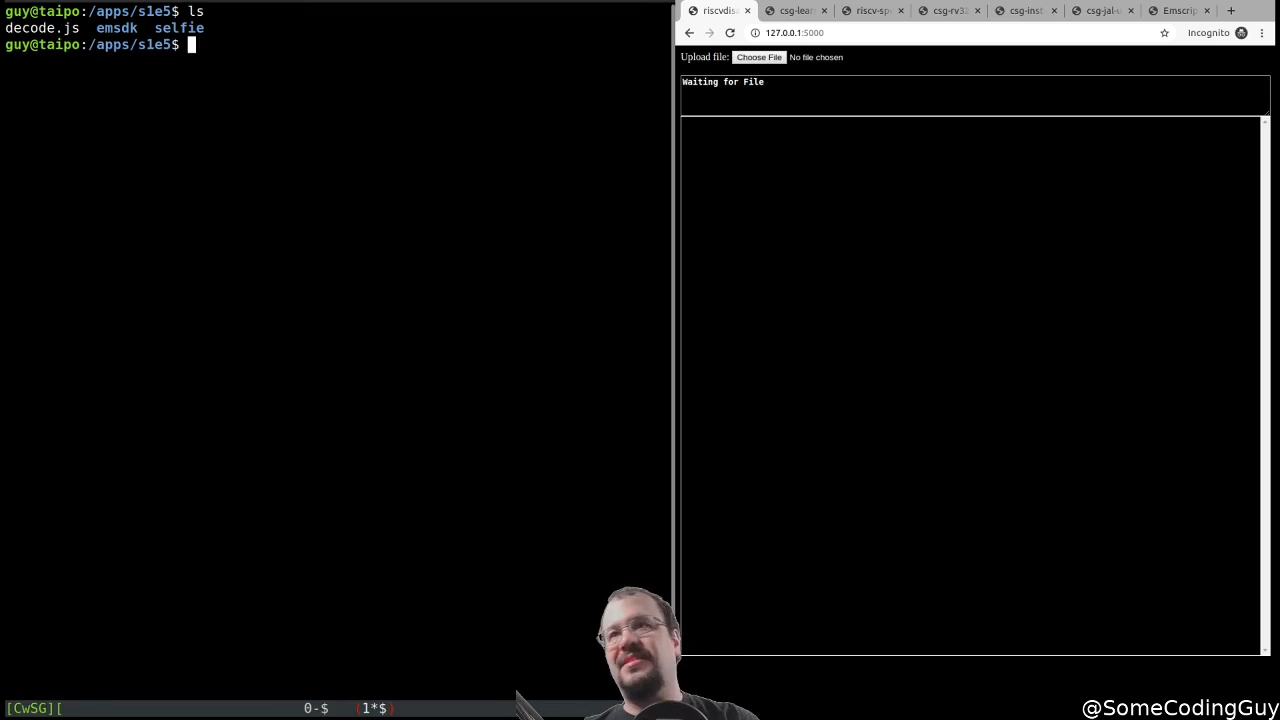 guy@taipo:/apps/s1e5$ ls
decode.js emsdk selfie
guy@taipo:/apps/s1e5$
[CwSG][ 0-$ (1*$)
riscvdis csg-lear riscv-sp csg-rv3 csg-inst csg-jal- Emscrip
127.0.0.1:5000 Incognito
Upload file: Choose File No file chosen
Waiting for File
@SomeCodingGuy